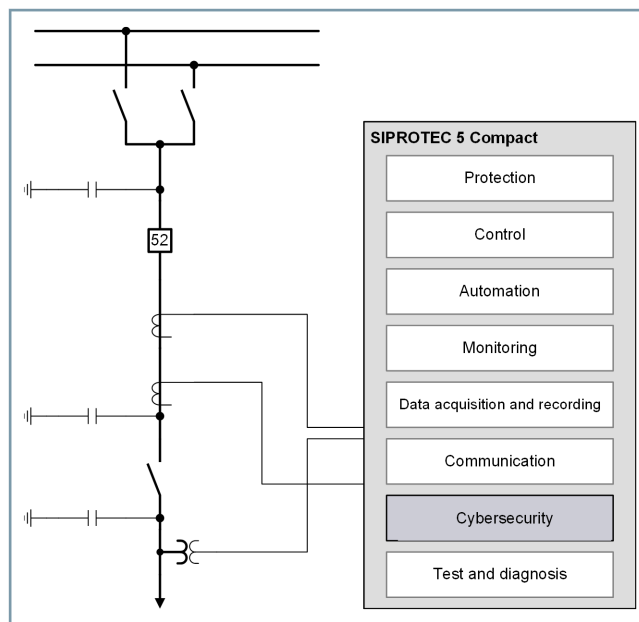 SIPROTEC 5 Compact
Protection
Control
52
Automation
Monitoring
Data acquisition and recording
Communication
Cybersecurity
Test and diagnosis